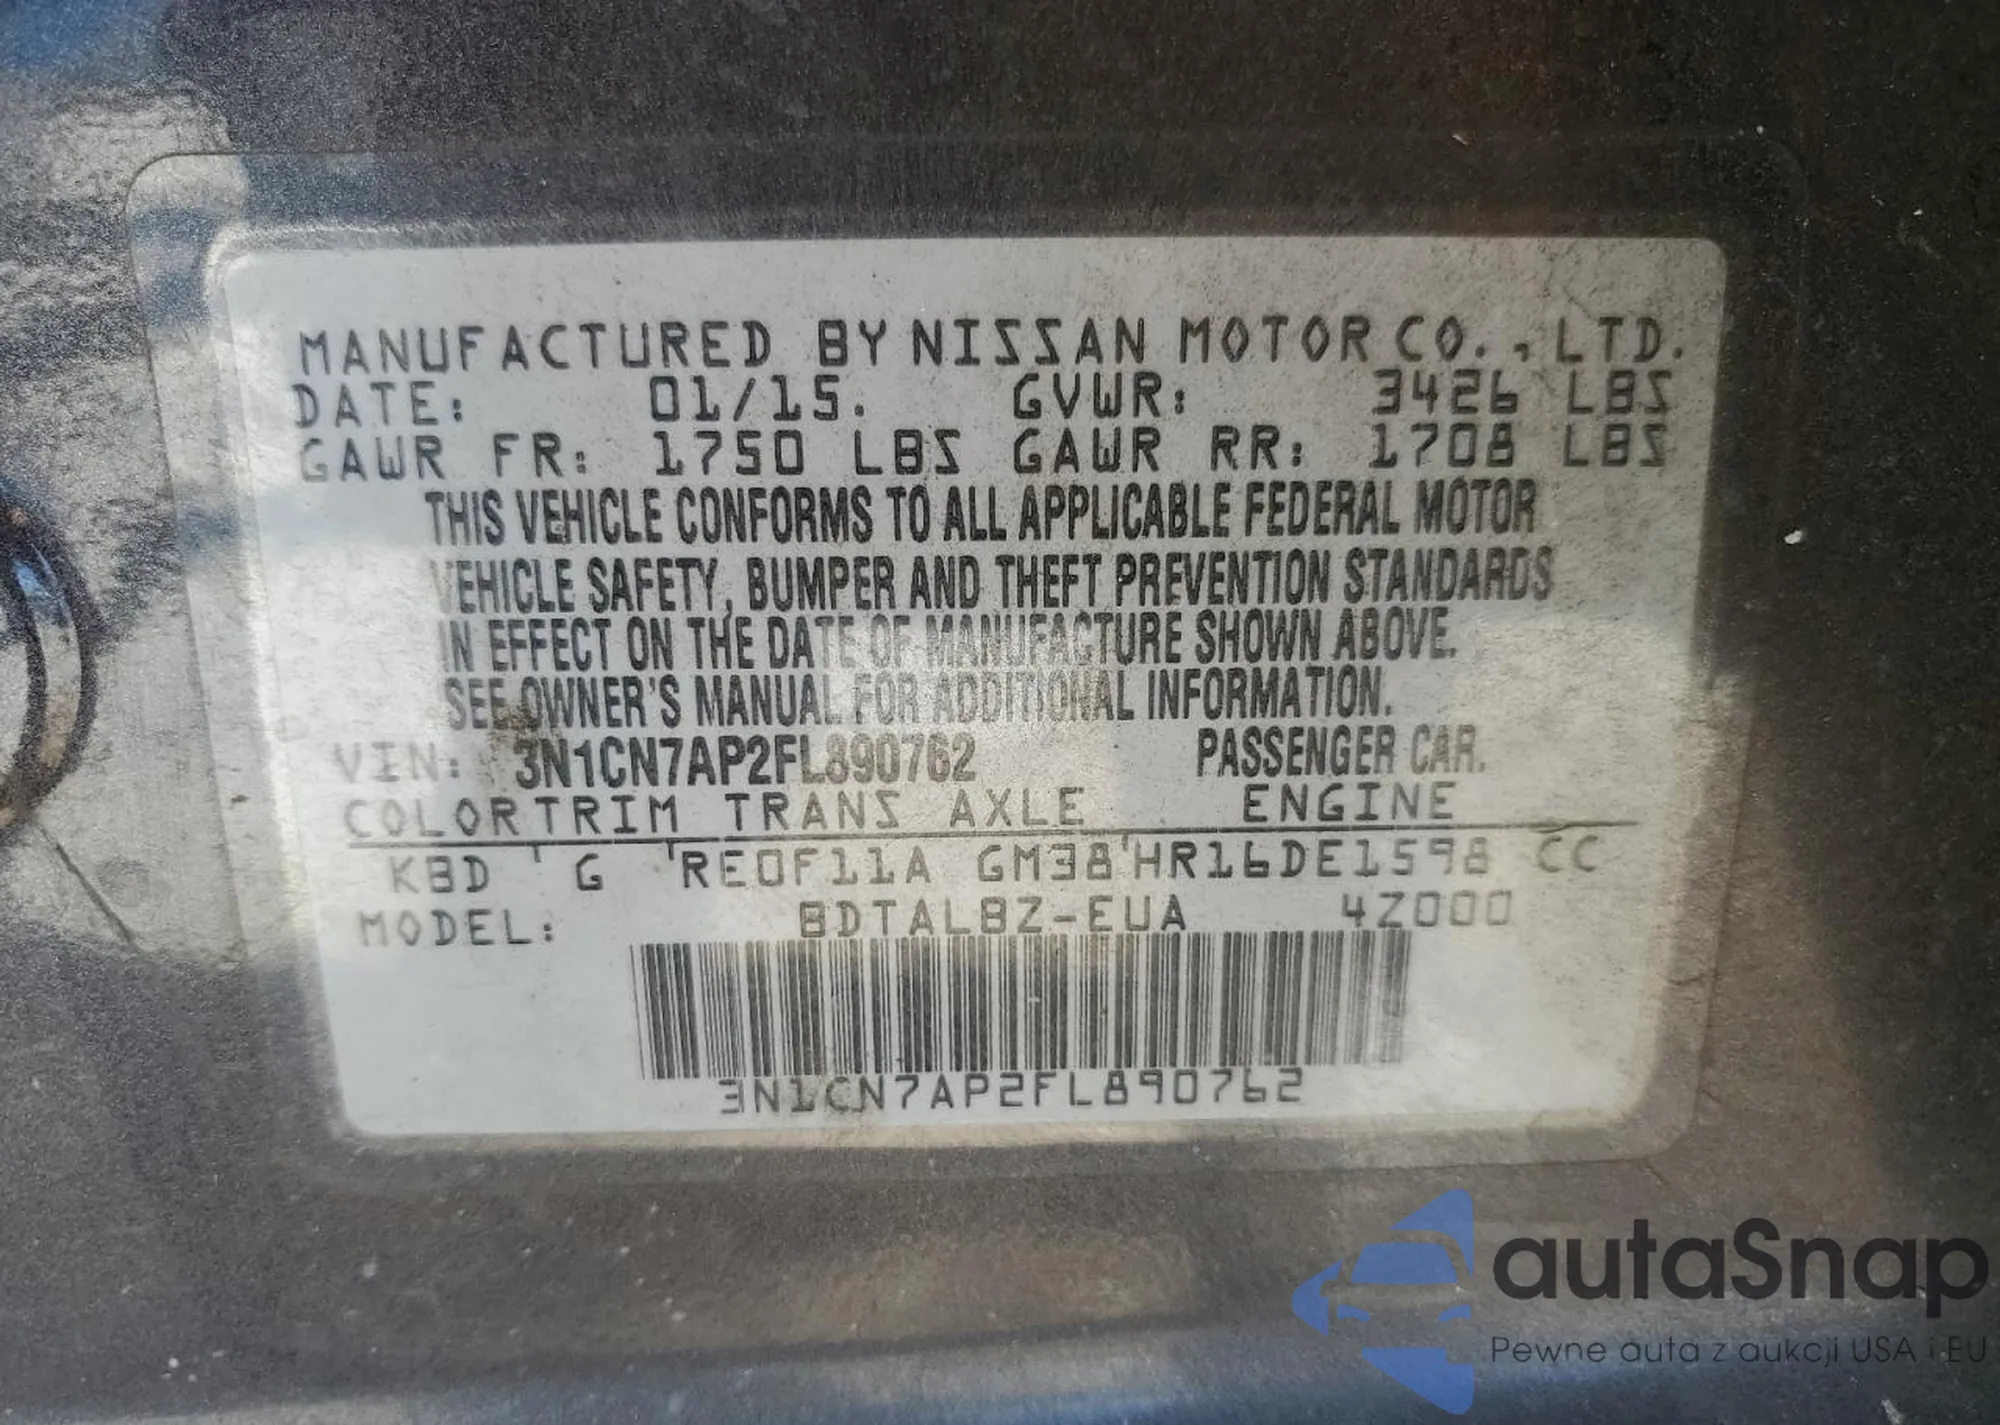 MANUFACTURED BY NISSAN MOTOR CO., LTD.
DATE: 01/15. GVWR: 3426 LBS
GAWR FR: 1750 LBS GAWR RR: 1708 LBS
THIS VEHICLE CONFORMS TO ALL APPLICABLE FEDERAL MOTOR
VEHICLE SAFETY, BUMPER AND THEFT PREVENTION STANDARDS
IN EFFECT ON THE DATE OF MANUFACTURE SHOWN ABOVE.
SEE OWNER'S MANUAL FOR ADDITIONAL INFORMATION.
VIN: 3N1CN7AP2FL890762 PASSENGER CAR.
COLOR TRIM TRANS AXLE ENGINE
KBD G RE0F11A GM38 HR16DE1598 CC
MODEL: BDTALBZ-EUA 4Z000
3N1CN7AP2FL890762
autaSnap
Pewne auta z aukcji USA i EU